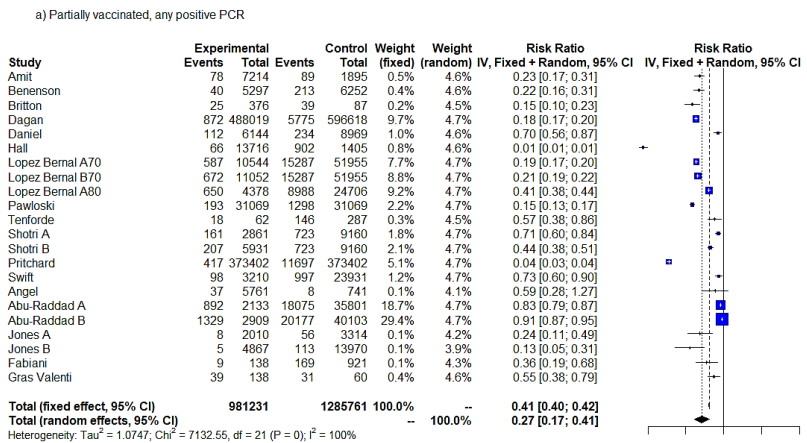 a) Partially vaccinated, any positive PCR
Experimental Control Weight Weight Risk Ratio Risk Ratio
Study Events Total Events Total (fixed) (random) IV, Fixed + Random, 95% CI IV, Fixed + Random, 95% CI
Amit 78 7214 89 1895 0.5% 4.6% 0.23 [0.17; 0.31]
Benenson 40 5297 213 6252 0.4% 4.6% 0.22 [0.16; 0.31]
Britton 25 376 39 87 0.2% 4.6% 0.15 [0.10; 0.23]
Dagan 872 488019 5775 596618 4.5% 4.7% 0.18 [0.17; 0.20]
Daniel 112 6144 234 8969 0.9% 4.7% 0.70 [0.56; 0.87]
Hall 66 13716 902 1405 0.4% 4.6% 0.01 [0.01; 0.01]
Lopez Bernal A70 587 10544 15287 51955 7.7% 4.7% 0.19 [0.17; 0.20]
Lopez Bernal B70 672 11052 15287 51955 8.8% 4.7% 0.21 [0.19; 0.22]
Lopez Bernal A80 650 4378 8988 24706 9.2% 4.7% 0.41 [0.38; 0.44]
Pawloski 193 31069 1298 31069 2.2% 4.7% 0.15 [0.13; 0.17]
Tenforde 18 62 146 287 0.3% 4.5% 0.57 [0.38; 0.86]
Shotri A 161 2861 723 9160 0.9% 4.7% 0.71 [0.60; 0.84]
Shotri B 207 5931 723 9160 1.6% 4.7% 0.44 [0.38; 0.51]
Pritchard 417 373402 11697 373402 4.0% 4.7% 0.04 [0.03; 0.04]
Swift 98 3210 997 23931 1.1% 4.7% 0.73 [0.60; 0.90]
Angel 37 5761 8 741 0.1% 4.1% 0.59 [0.28; 1.27]
Abu-Raddad A 892 2133 18075 35801 18.7% 4.7% 0.83 [0.79; 0.87]
Abu-Raddad B 1329 2909 20177 40103 29.4% 4.7% 0.91 [0.87; 0.95]
Jones A 8 2010 56 3314 0.1% 4.2% 0.24 [0.11; 0.49]
Jones B 5 4867 113 13970 0.1% 3.9% 0.13 [0.05; 0.31]
Fabiani 9 138 169 921 0.1% 4.3% 0.36 [0.19; 0.68]
Gras Valenti 39 138 31 60 0.4% 4.6% 0.55 [0.38; 0.79]
Total (fixed effect, 95% CI) 981231 1285761 100.0% -- 0.41 [0.40; 0.42]
Total (random effects, 95% CI) -- 100.0% 0.27 [0.17; 0.41]
Heterogeneity: Tau² = 1.0747; Chi² = 7132.55, df = 21 (P = 0); I² = 100%